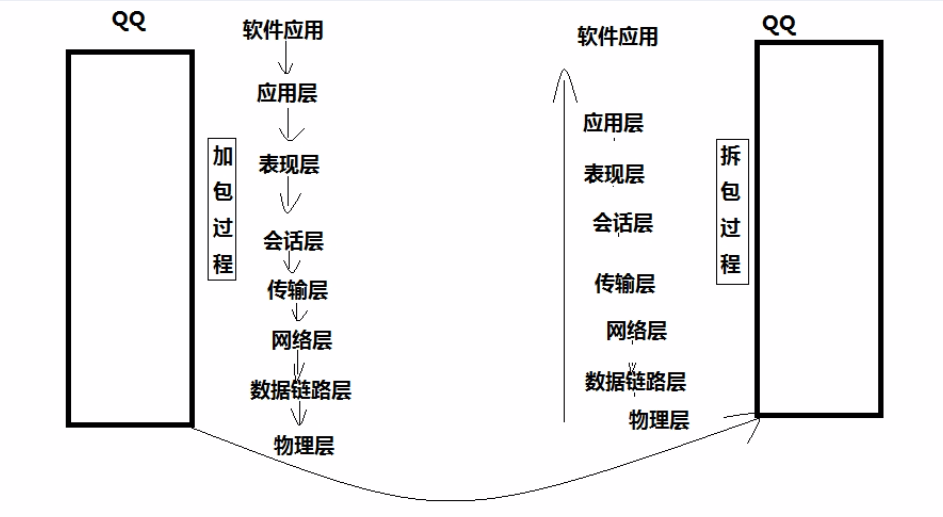 QQ
软件应用
应用层
加包过程
表现层
会话层
传输层
网络层
数据链路层
物理层
QQ
软件应用
应用层
拆包过程
表现层
会话层
传输层
网络层
数据链路层
物理层